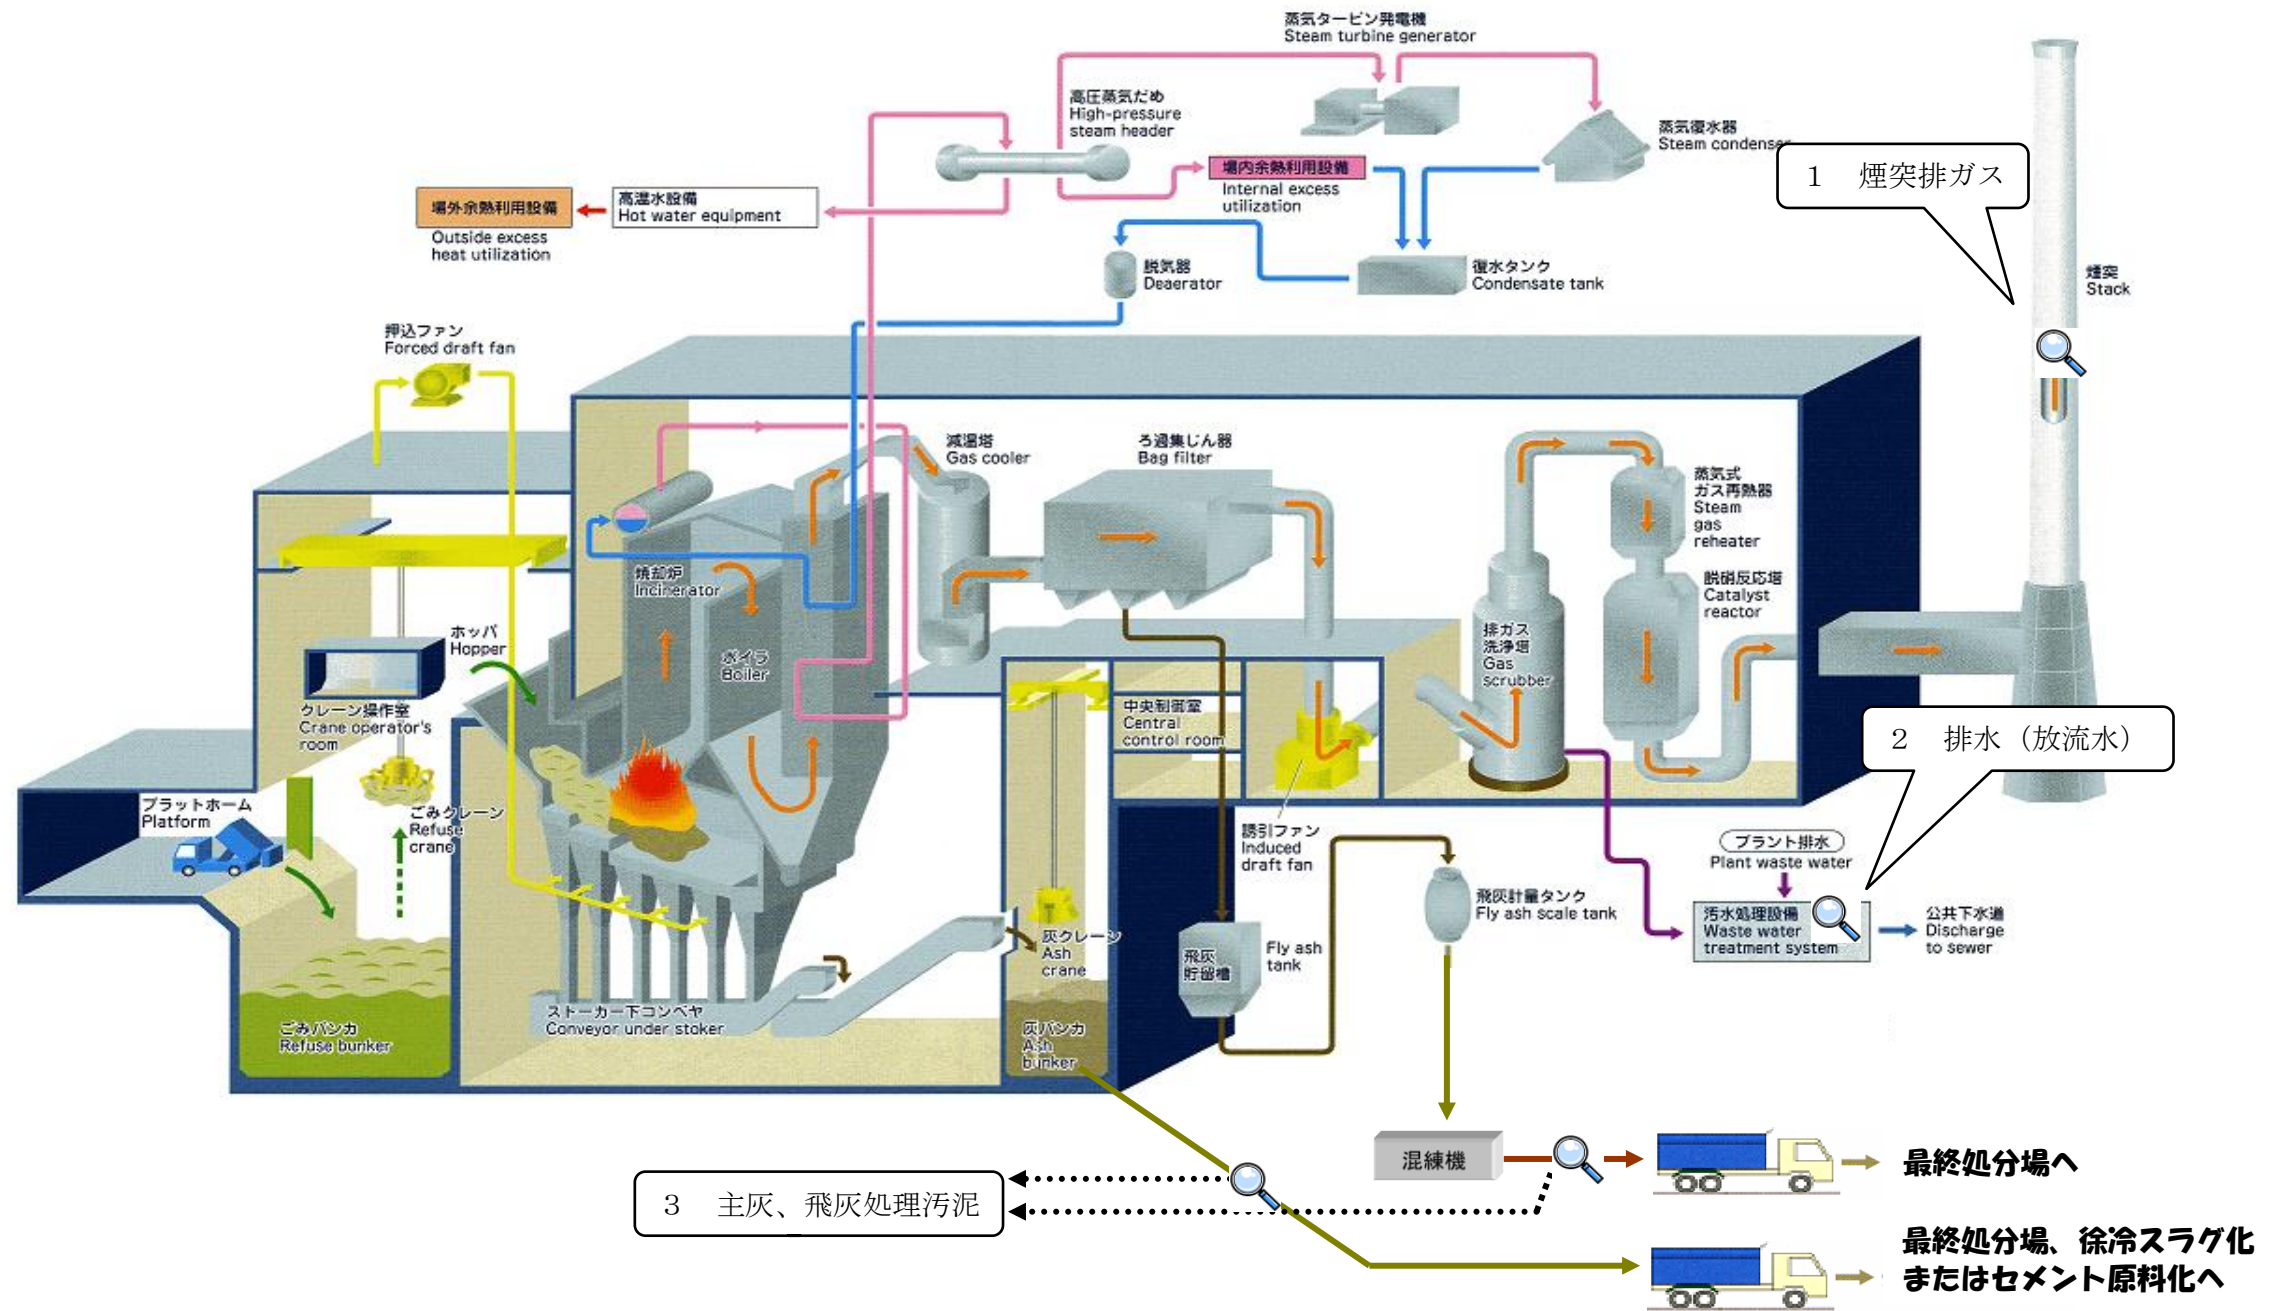 蒸気タービン発電機
Steam turbine generator
高圧蒸気だめ
High-pressure
steam header
蒸気復水器
Steam condenser
1 煙突排ガス
場内余熱利用設備
Internal excess
utilization
場外余熱利用設備
Outside excess
heat utilization
高温水設備
Hot water equipment
脱気器
Deaerator
復水タンク
Condensate tank
煙突
Stack
押込ファン
Forced draft fan
減温塔
Gas cooler
ろ過集じん器
Bag filter
蒸気式
ガス再熱器
Steam
gas
reheater
焼却炉
Incinerator
脱硝反応塔
Catalyst
reactor
ホッパ
Hopper
ボイラ
Boiler
排ガス
洗浄塔
Gas
scrubber
クレーン操作室
Crane operator's
room
中央制御室
Central
control room
2 排水（放流水）
プラットホーム
Platform
ごみクレーン
Refuse
crane
誘引ファン
Induced
draft fan
プラント排水
Plant waste water
飛灰計量タンク
Fly ash scale tank
汚水処理設備
Waste water
treatment system
公共下水道
Discharge
to sewer
灰クレーン
Ash
crane
飛灰
貯留槽
Fly ash
tank
ストーカー下コンベヤ
Conveyor under stoker
ごみバンカ
Refuse bunker
灰バンカ
Ash
bunker
混練機
最終処分場へ
3 主灰、飛灰処理汚泥
最終処分場、徐冷スラグ化
またはセメント原料化へ